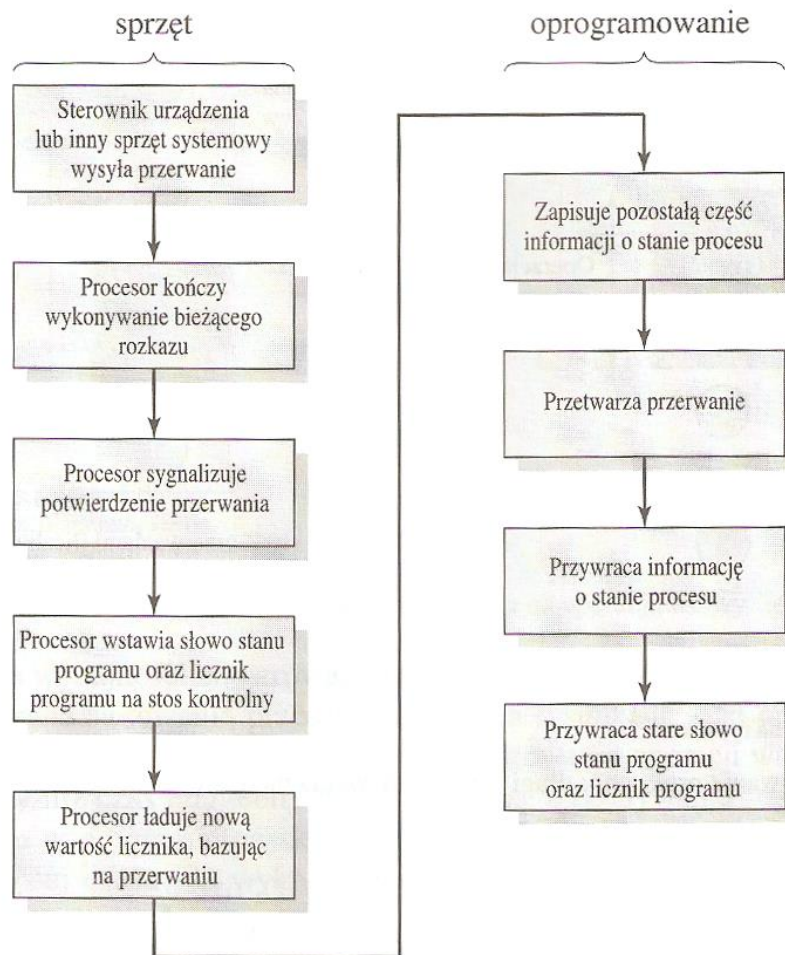 sprzęt
Sterownik urządzenia
lub inny sprzęt systemowy
wysyła przerwanie
Procesor kończy
wykonywanie bieżącego
rozkazu
Procesor sygnalizuje
potwierdzenie przerwania
Procesor wstawia słowo stanu
programu oraz licznik
programu na stos kontrolny
Procesor ładuje nową
wartość licznika, bazując
na przerwaniu
oprogramowanie
Zapisuje pozostałą część
informacji o stanie procesu
Przetwarza przerwanie
Przywraca informację
o stanie procesu
Przywraca stare słowo
stanu programu
oraz licznik programu